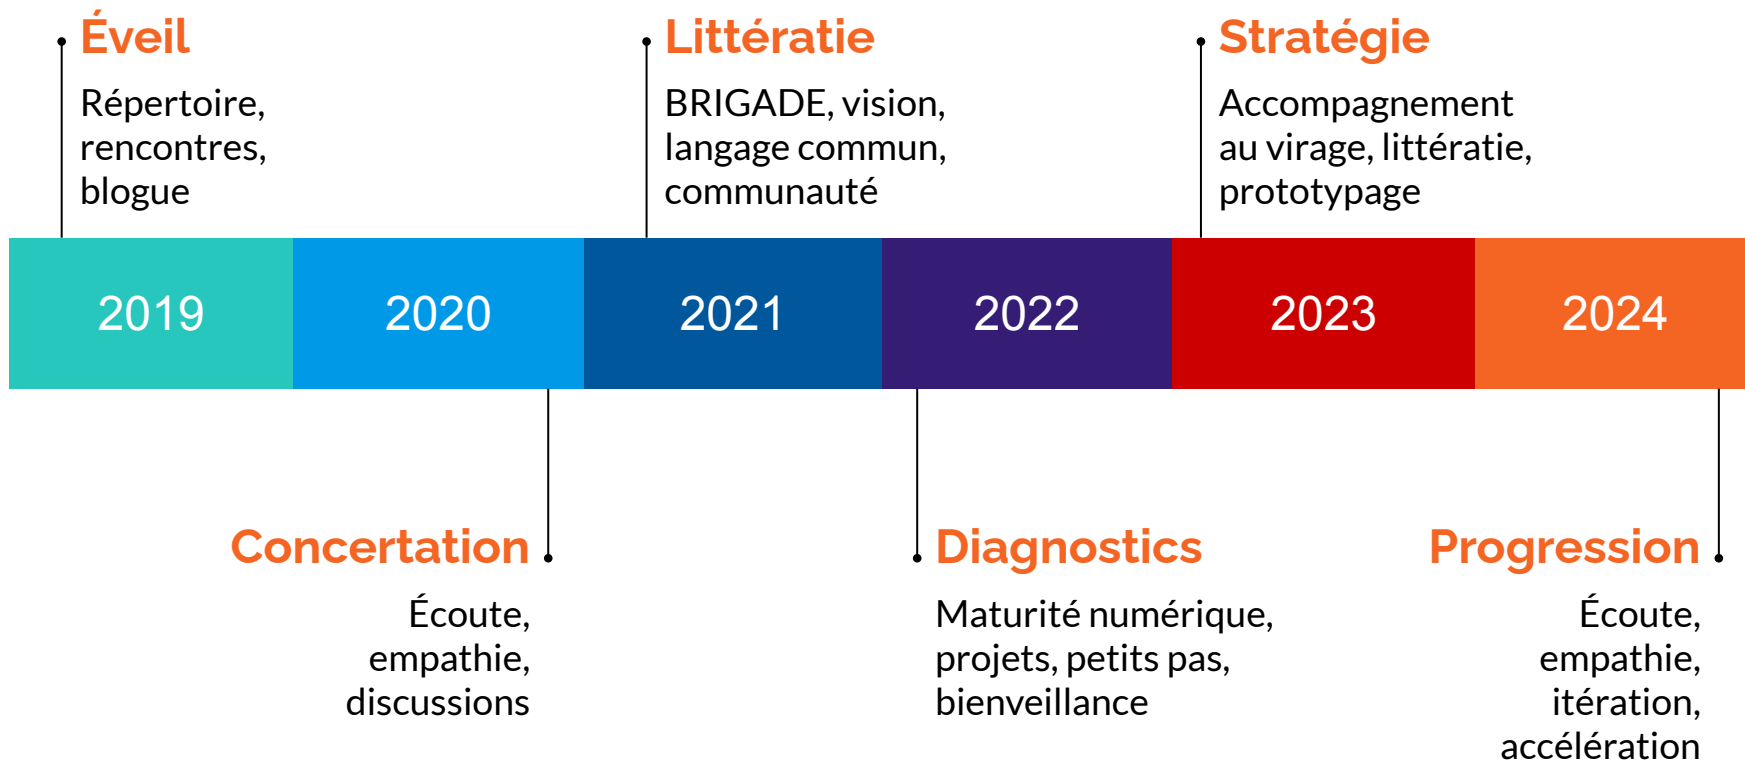 Éveil
Répertoire,
rencontres,
blogue
Littératie
BRIGADE, vision,
langage commun,
communauté
Stratégie
Accompagnement
au virage, littératie,
prototypage
2019
2020
2021
2022
2023
2024
Concertation
Écoute,
empathie,
discussions
Diagnostics
Maturité numérique,
projets, petits pas,
bienveillance
Progression
Écoute,
empathie,
itération,
accélération